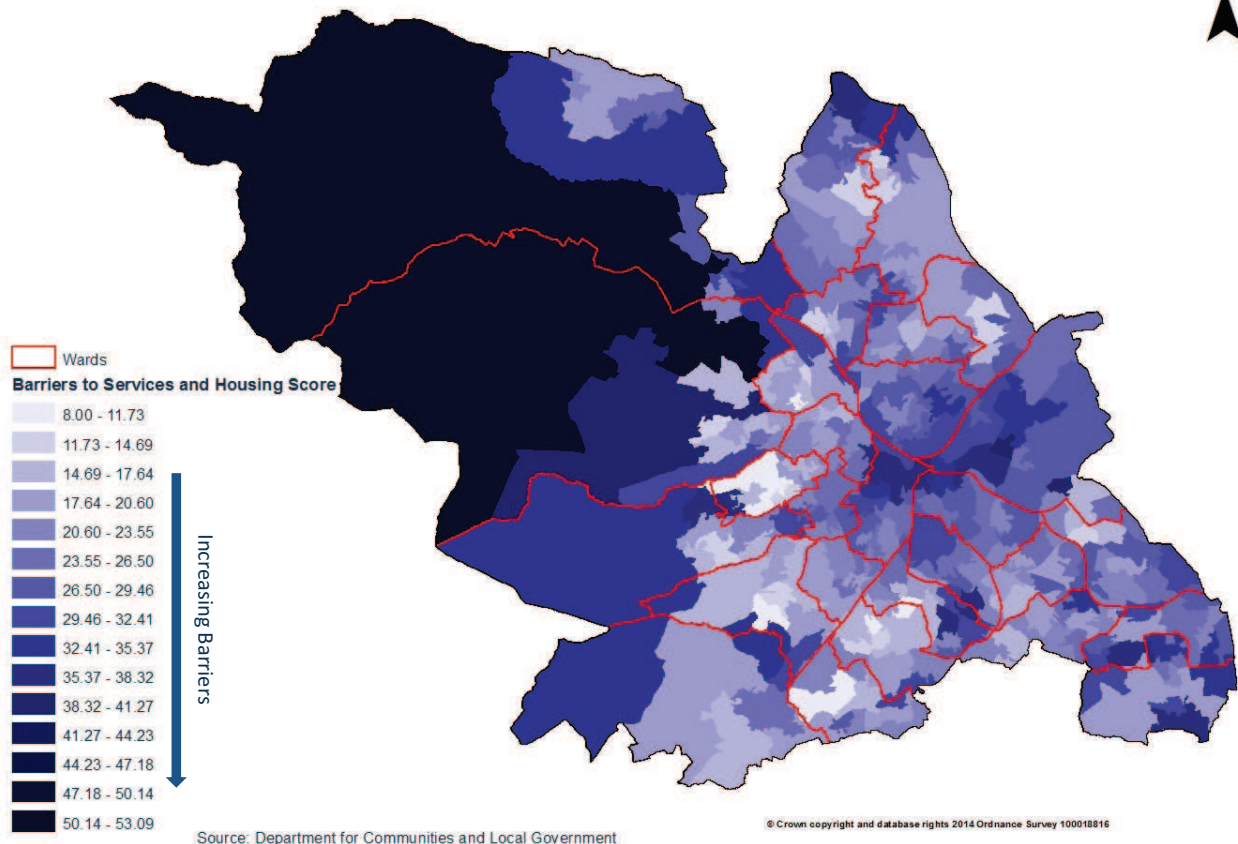 Wards
Barriers to Services and Housing Score
8.00 - 11.73
11.73 - 14.69
14.69 - 17.64
17.64 - 20.60
20.60 - 23.55
23.55 - 26.50
26.50 - 29.46
29.46 - 32.41
32.41 - 35.37
35.37 - 38.32
38.32 - 41.27
41.27 - 44.23
44.23 - 47.18
47.18 - 50.14
50.14 - 53.09
Increasing Barriers
Source: Department for Communities and Local Government
© Crown copyright and database rights 2014 Ordnance Survey 100018816